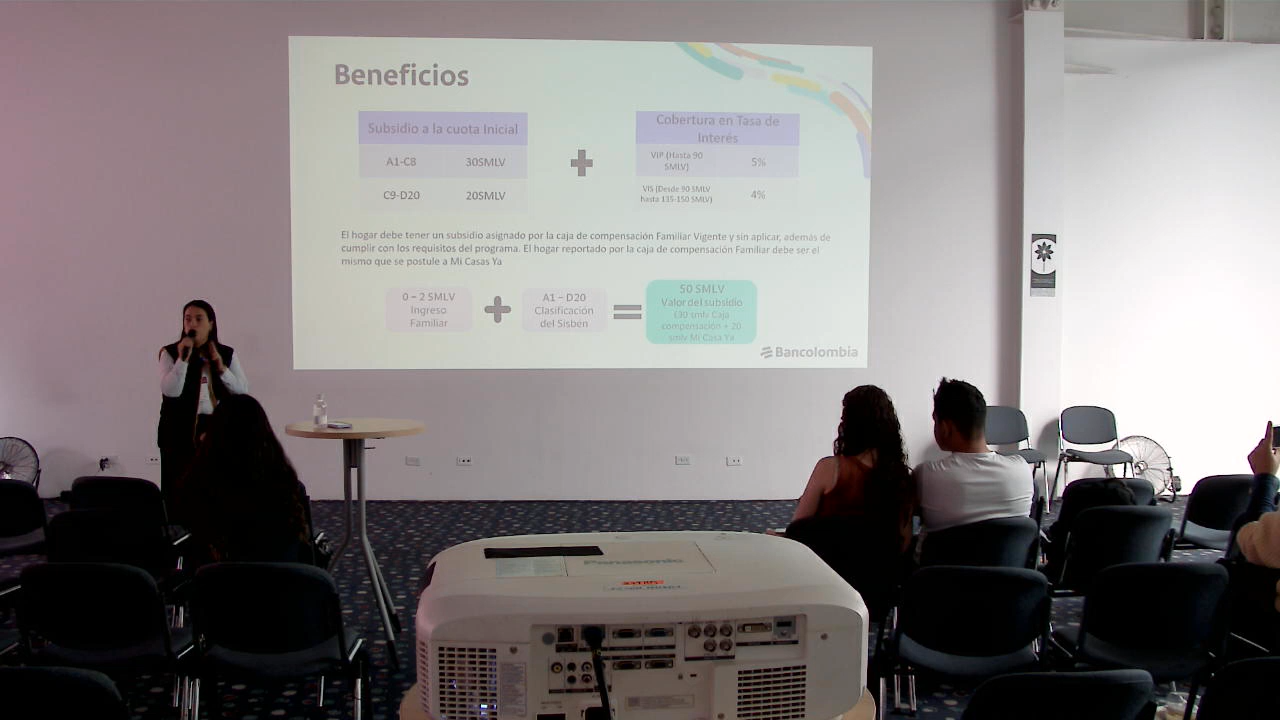 Beneficios
Subsidio a la cuota Inicial
A1-C8 30SMLV
C9-D20 20SMLV
Cobertura en Tasa de
Interés
VIP (Hasta 90
SMLV)
5%
VIS (Desde 90 SMLV
hasta 135-150 SMLV)
4%
El hogar debe tener un subsidio asignado por la caja de compensación Familiar Vigente y sin aplicar, además de
cumplir con los requisitos del programa. El hogar reportado por la caja de compensación Familiar debe ser el
mismo que se postule a Mi Casas Ya
0 – 2 SMLV
Ingreso
Familiar
A1 – D20
Clasificación
del Sisben
50 SMLV
Valor del subsidio
(30 smlv Caja
compensación + 20
smlv Mi Casa Ya
Bancolombia
Panasonic